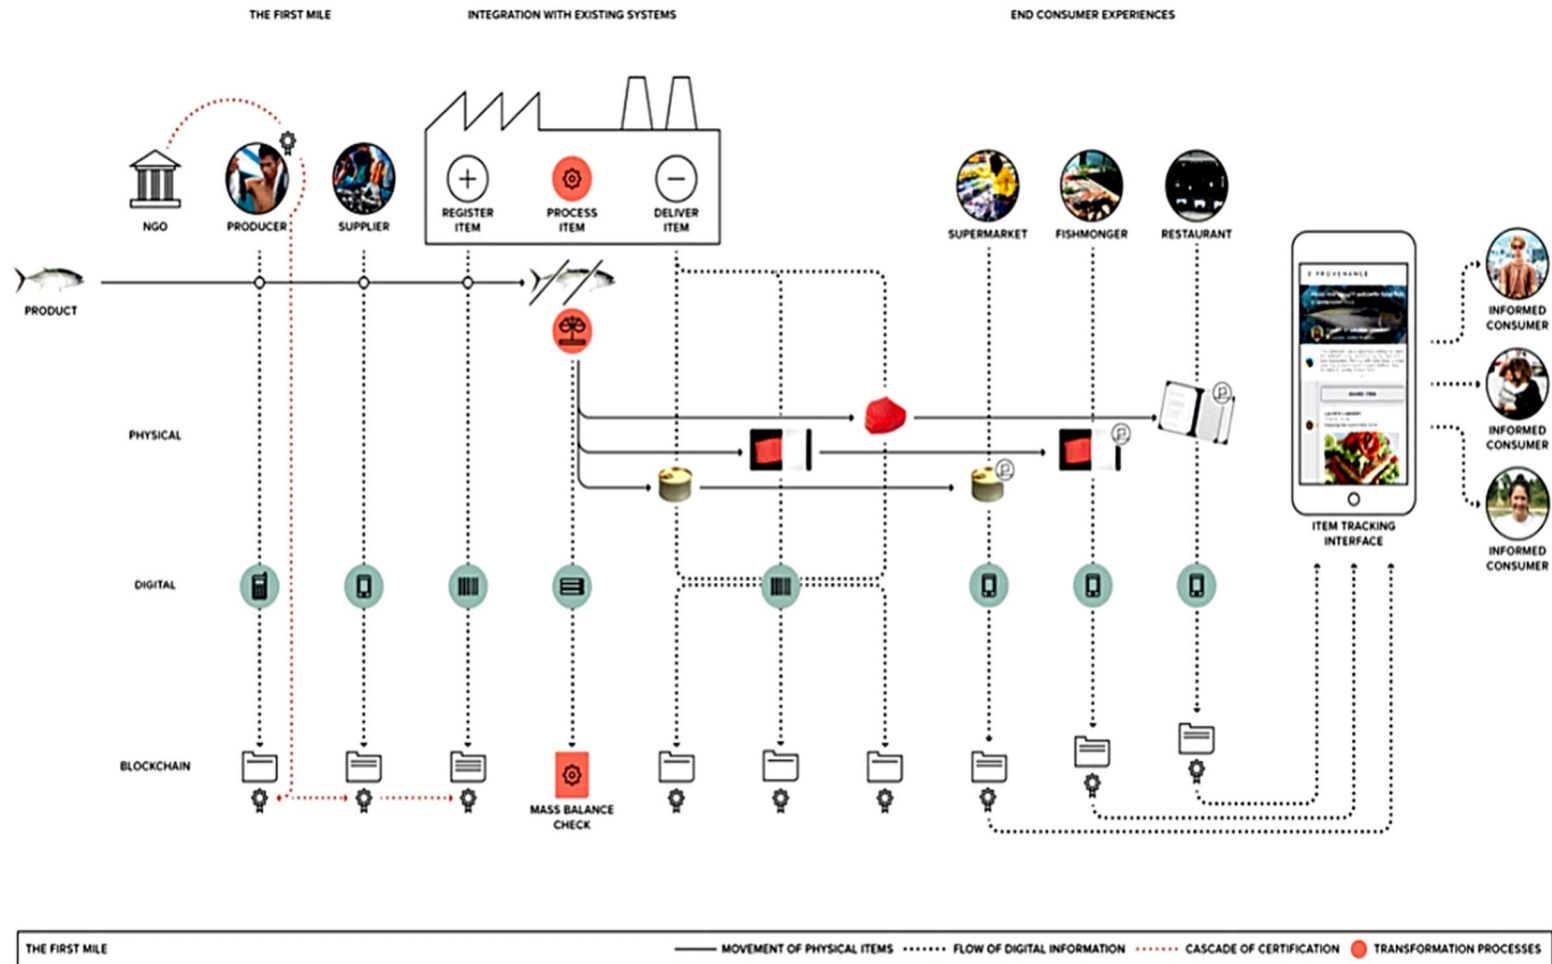 THE FIRST MILE
INTEGRATION WITH EXISTING SYSTEMS
END CONSUMER EXPERIENCES
NGO
PRODUCER
SUPPLIER
REGISTER
ITEM
PROCESS
ITEM
DELIVER
ITEM
SUPERMARKET
FISHMONGER
RESTAURANT
PRODUCT
PROVENANCE
INFORMED
CONSUMER
INFORMED
CONSUMER
INFORMED
CONSUMER
ITEM TRACKING
INTERFACE
PHYSICAL
DIGITAL
BLOCKCHAIN
MASS BALANCE
CHECK
THE FIRST MILE
MOVEMENT OF PHYSICAL ITEMS
FLOW OF DIGITAL INFORMATION
CASCADE OF CERTIFICATION
TRANSFORMATION PROCESSES